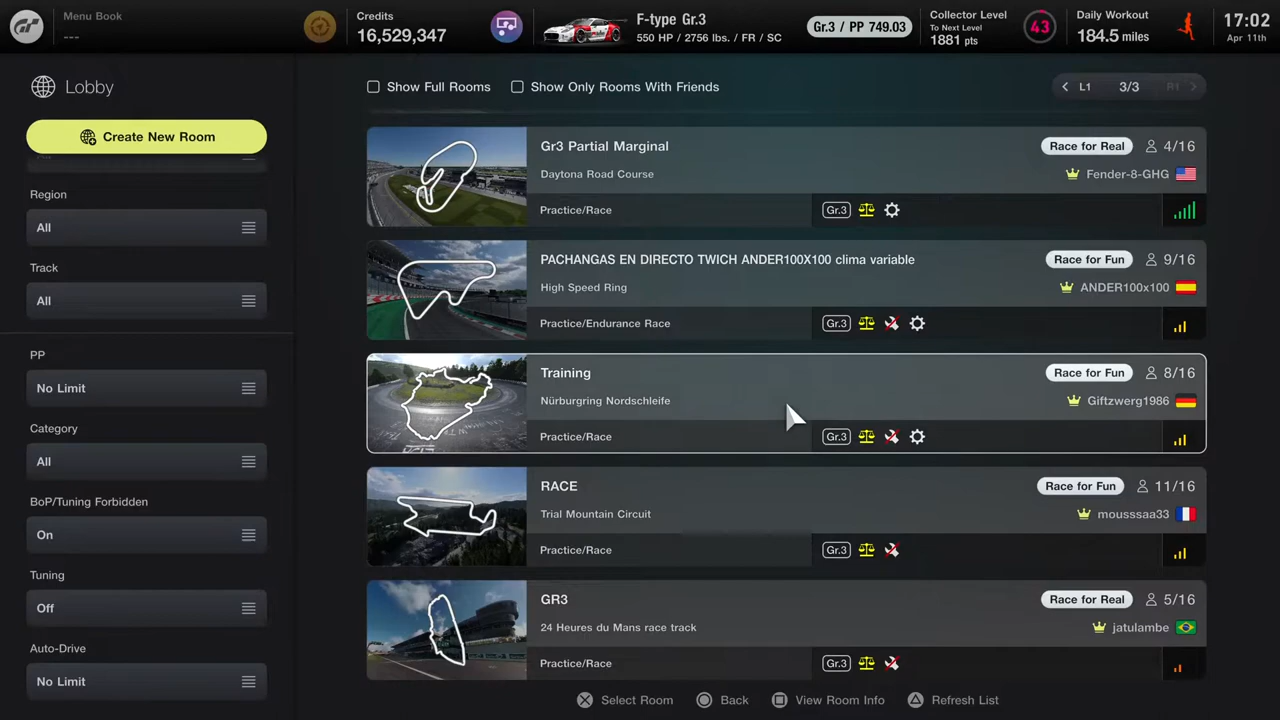 Menu Book
---
Credits
16,529,347
F-type Gr.3
550 HP / 2756 lbs. / FR / SC
Gr.3 / PP 749.03
Collector Level
To Next Level
1881 pts
43
Daily Workout
184.5 miles
17:02
Apr 11th
Lobby
Create New Room
Region
All
Track
All
PP
No Limit
Category
All
BoP/Tuning Forbidden
On
Tuning
Off
Auto-Drive
No Limit
Show Full Rooms
Show Only Rooms With Friends
L1
3/3
R1
Gr3 Partial Marginal
Race for Real
4/16
Daytona Road Course
Fender-8-GHG
Practice/Race
Gr.3
PACHANGAS EN DIRECTO TWICH ANDER100X100 clima variable
Race for Fun
9/16
High Speed Ring
ANDER100x100
Practice/Endurance Race
Gr.3
Training
Race for Fun
8/16
Nürburgring Nordschleife
Giftzwerg1986
Practice/Race
Gr.3
RACE
Race for Fun
11/16
Trial Mountain Circuit
mousssaa33
Practice/Race
Gr.3
GR3
Race for Real
5/16
24 Heures du Mans race track
jatulambe
Practice/Race
Gr.3
Select Room
Back
View Room Info
Refresh List